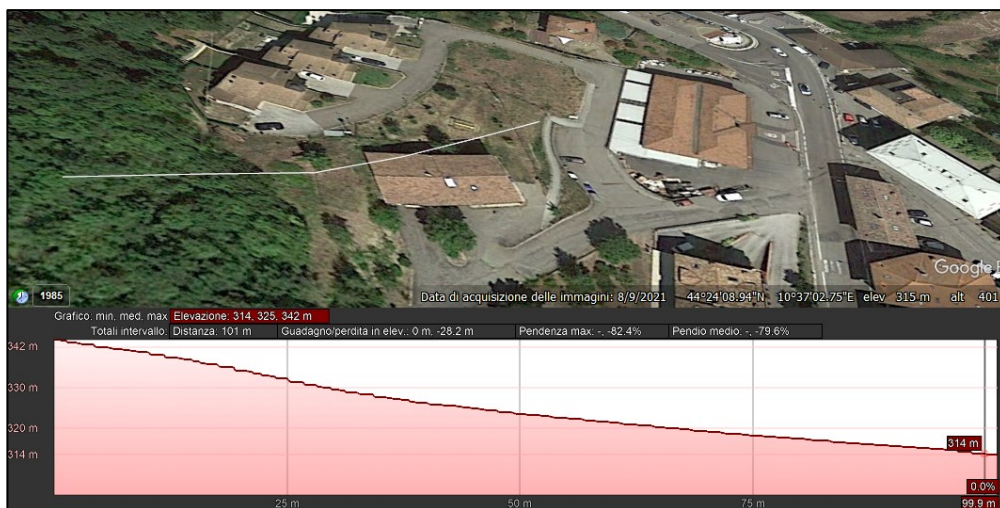 Google E
1985
Data di acquisizione delle immagini: 8/9/2021 44°24'08.94"N 10°37'02.75"E elev 315 m alt 401
Grafico: min. med. max Elevazione: 314, 325, 342 m
Totali intervallo: Distanza: 101 m Guadagno/perdita in elev.: 0 m. -28.2 m Pendenza max: -, -82.4% Pendio medio: -, -79.6%
342 m
330 m
320 m
314 m
314 m
0.0%
25 m 50 m 75 m 99.9 m